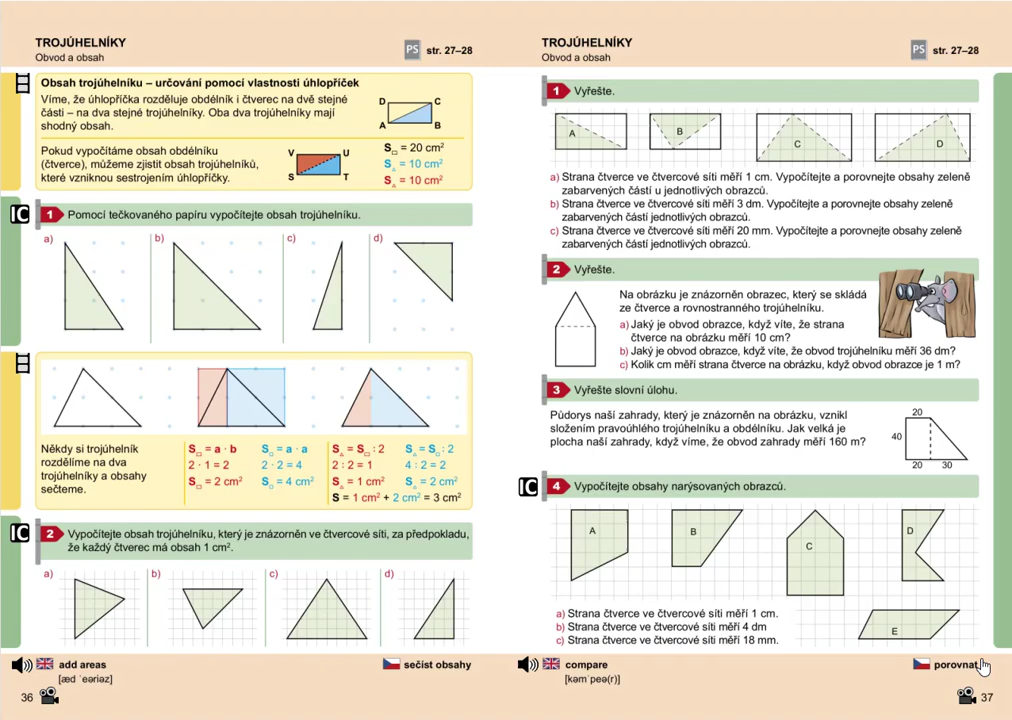 TROJÚHELNÍKY
Obvod a obsah
PS str. 27–28
Obsah trojúhelníku – určování pomocí vlastnosti úhlopříček
Víme, že úhlopříčka rozděluje obdélník i čtverec na dvě stejné
části – na dva stejné trojúhelníky. Oba dva trojúhelníky mají
shodný obsah.
D C
A B
Pokud vypočítáme obsah obdélníku
(čtverce), můžeme zjistit obsah trojúhelníků,
které vzniknou sestrojením úhlopříčky.
V U
S T
S□ = 20 cm²
S△ = 10 cm²
S△ = 10 cm²
IC 1 Pomocí tečkovaného papíru vypočítejte obsah trojúhelníku.
a) b) c) d)
Někdy si trojúhelník
rozdělíme na dva
trojúhelníky a obsahy
sečteme.
S□ = a · b S□ = a · a S△ = S□ : 2 S△ = S□ : 2
2 · 1 = 2 2 · 2 = 4 2 : 2 = 1 4 : 2 = 2
S□ = 2 cm² S□ = 4 cm² S△ = 1 cm² S△ = 2 cm²
S = 1 cm² + 2 cm² = 3 cm²
IC 2 Vypočítejte obsah trojúhelníku, který je znázorněn ve čtvercové síti, za předpokladu,
že každý čtverec má obsah 1 cm².
a) b) c) d)
add areas
[æd ˈeəriəz]
sečíst obsahy
36
TROJÚHELNÍKY
Obvod a obsah
PS str. 27–28
1 Vyřešte.
A B C D
a) Strana čtverce ve čtvercové síti měří 1 cm. Vypočítejte a porovnejte obsahy zeleně
zabarvených částí u jednotlivých obrazců.
b) Strana čtverce ve čtvercové síti měří 3 dm. Vypočítejte a porovnejte obsahy zeleně
zabarvených částí jednotlivých obrazců.
c) Strana čtverce ve čtvercové síti měří 20 mm. Vypočítejte a porovnejte obsahy zeleně
zabarvených částí jednotlivých obrazců.
2 Vyřešte.
Na obrázku je znázorněn obrazec, který se skládá
ze čtverce a rovnostranného trojúhelníku.
a) Jaký je obvod obrazce, když víte, že strana
čtverce na obrázku měří 10 cm?
b) Jaký je obvod obrazce, když víte, že obvod trojúhelníku měří 36 dm?
c) Kolik cm měří strana čtverce na obrázku, když obvod obrazce je 1 m?
3 Vyřešte slovní úlohu.
Půdorys naší zahrady, který je znázorněn na obrázku, vznikl
složením pravoúhlého trojúhelníku a obdélníku. Jak velká je
plocha naší zahrady, když víme, že obvod zahrady měří 160 m?
20
40
20 30
IC 4 Vypočítejte obsahy narýsovaných obrazců.
A B C D
E
a) Strana čtverce ve čtvercové síti měří 1 cm.
b) Strana čtverce ve čtvercové síti měří 4 dm
c) Strana čtverce ve čtvercové síti měří 18 mm.
compare
[kəmˈpeə(r)]
porovnat
37